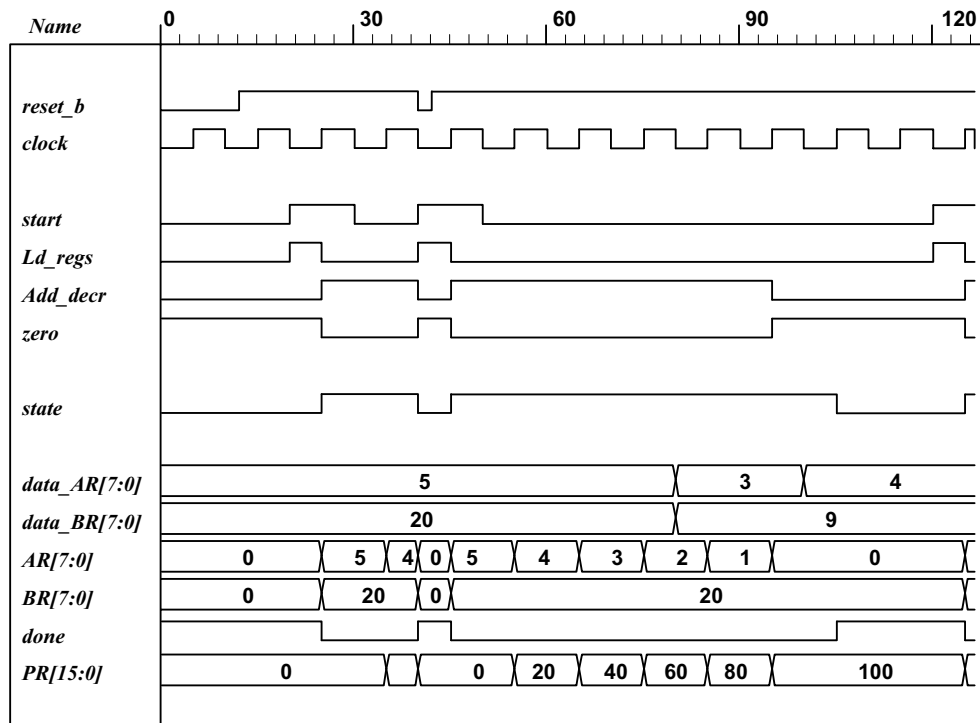 Name 0 30 60 90 120
reset_b
clock
start
Ld_regs
Add_decr
zero
state
data_AR[7:0] 5 3 4
data_BR[7:0] 20 9
AR[7:0] 0 5 4 0 5 4 3 2 1 0
BR[7:0] 0 20 0 20
done
PR[15:0] 0 0 20 40 60 80 100